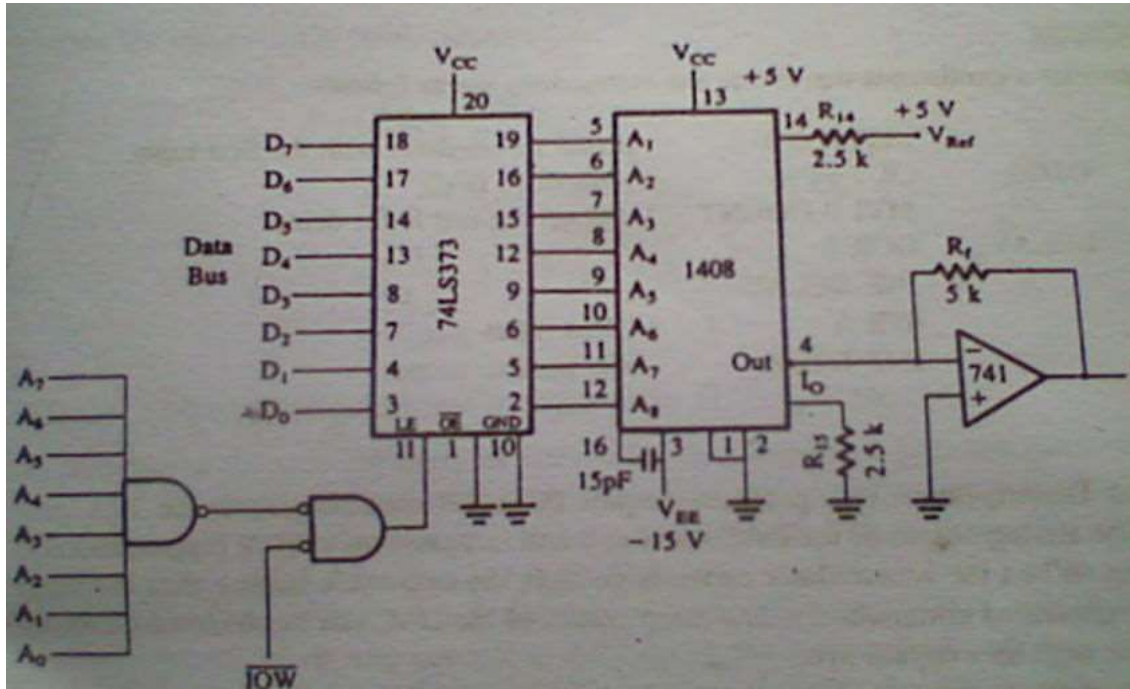 VCC
20
VCC
+5 V
13
14
R14
2.5 k
+5 V
VRef
Data
Bus
D7
D6
D5
D4
D3
D2
D1
D0
18
17
14
13
8
7
4
3
74LS373
19
16
15
12
9
6
5
2
LE
OE
GND
11
1
10
5
6
7
8
9
10
11
12
A1
A2
A3
A4
A5
A6
A7
A8
1408
Out
4
IO
Rf
5 k
−
741
+
R15
2.5 k
16
15pF
3
1
2
VEE
− 15 V
A7
A6
A5
A4
A3
A2
A1
A0
IOW